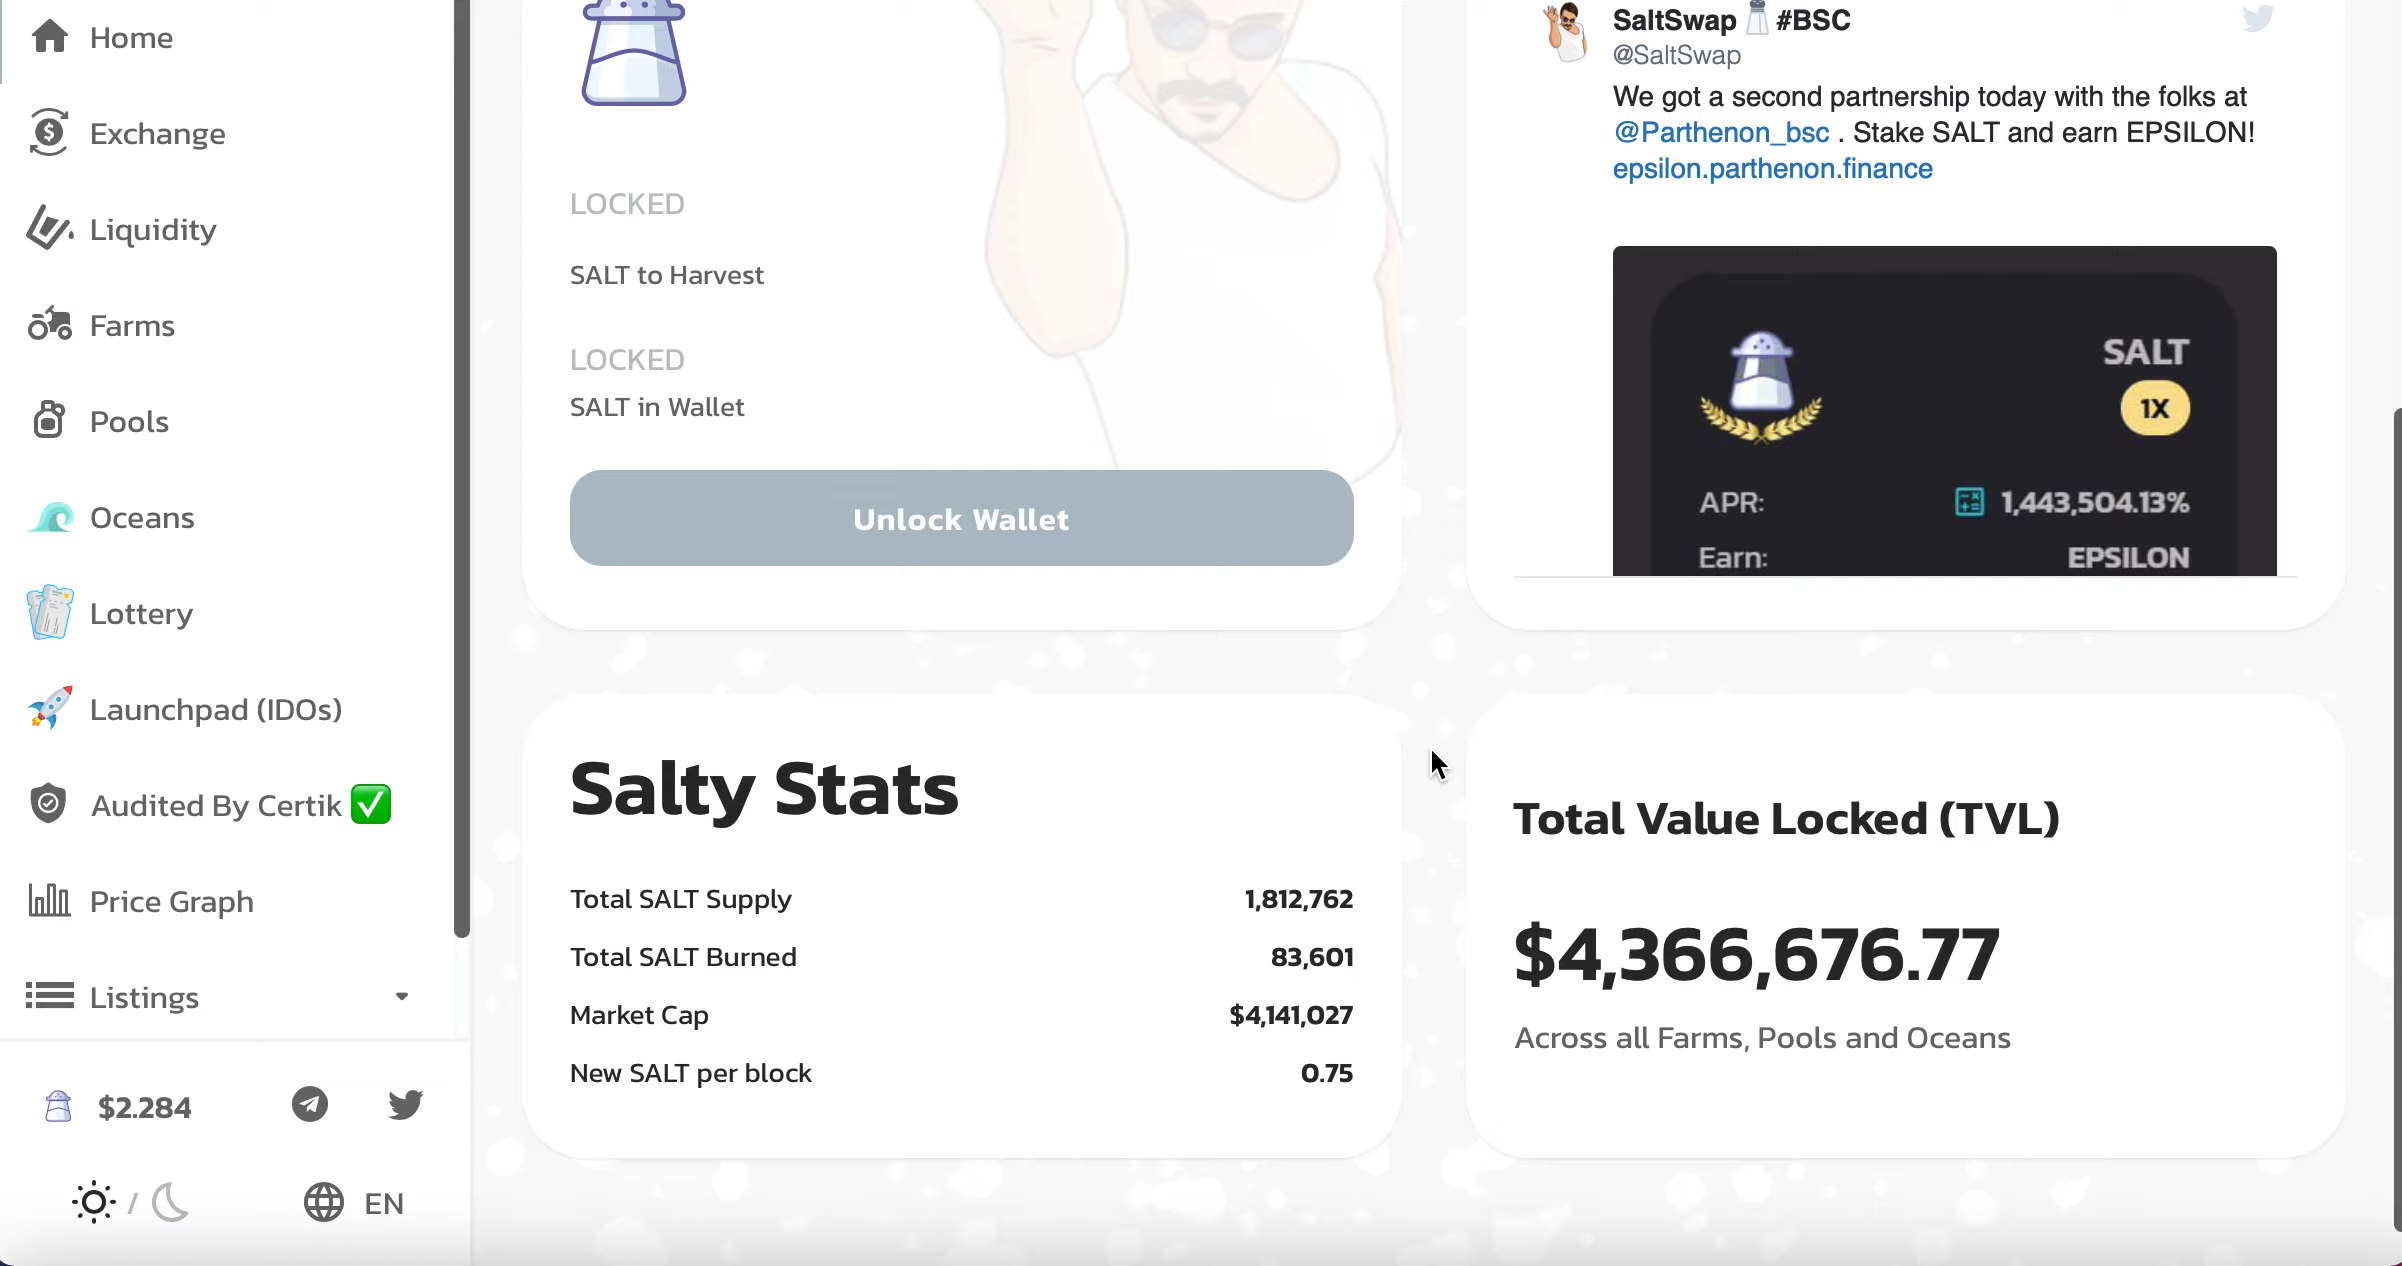 Home
Exchange
Liquidity
Farms
Pools
Oceans
Lottery
Launchpad (IDOs)
Audited By Certik
Price Graph
Listings
$2.284
/
EN
LOCKED
SALT to Harvest
LOCKED
SALT in Wallet
Unlock Wallet
SaltSwap #BSC
@SaltSwap
We got a second partnership today with the folks at
@Parthenon_bsc . Stake SALT and earn EPSILON!
epsilon.parthenon.finance
SALT
1X
APR: 1,443,504.13%
Earn: EPSILON
Salty Stats
Total SALT Supply 1,812,762
Total SALT Burned 83,601
Market Cap $4,141,027
New SALT per block 0.75
Total Value Locked (TVL)
$4,366,676.77
Across all Farms, Pools and Oceans